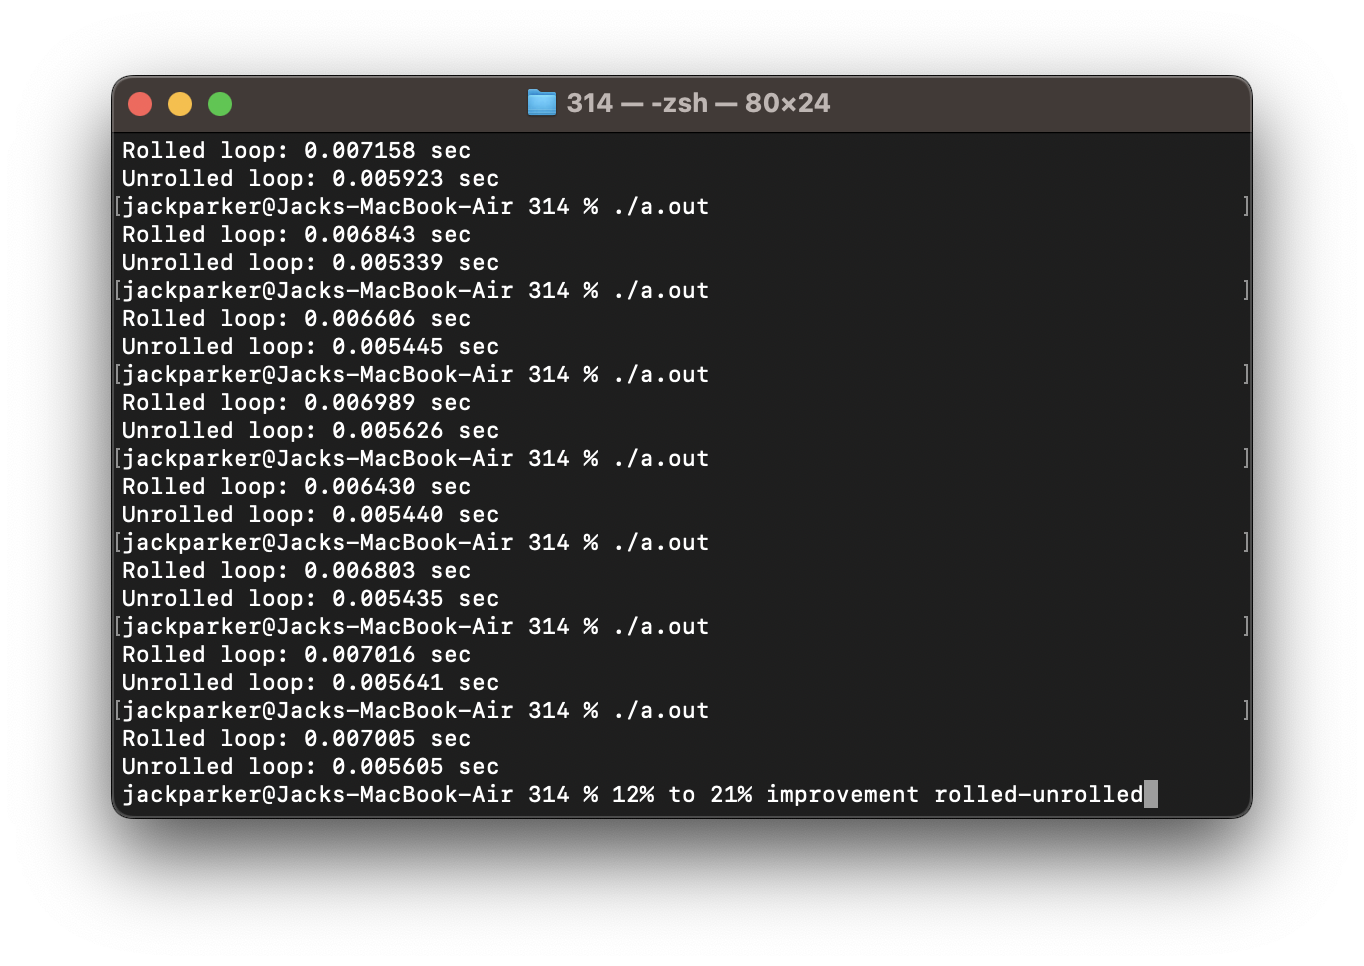 314 — -zsh — 80×24
Rolled loop: 0.007158 sec
Unrolled loop: 0.005923 sec
[jackparker@Jacks-MacBook-Air 314 % ./a.out ]
Rolled loop: 0.006843 sec
Unrolled loop: 0.005339 sec
[jackparker@Jacks-MacBook-Air 314 % ./a.out ]
Rolled loop: 0.006606 sec
Unrolled loop: 0.005445 sec
[jackparker@Jacks-MacBook-Air 314 % ./a.out ]
Rolled loop: 0.006989 sec
Unrolled loop: 0.005626 sec
[jackparker@Jacks-MacBook-Air 314 % ./a.out ]
Rolled loop: 0.006430 sec
Unrolled loop: 0.005440 sec
[jackparker@Jacks-MacBook-Air 314 % ./a.out ]
Rolled loop: 0.006803 sec
Unrolled loop: 0.005435 sec
[jackparker@Jacks-MacBook-Air 314 % ./a.out ]
Rolled loop: 0.007016 sec
Unrolled loop: 0.005641 sec
[jackparker@Jacks-MacBook-Air 314 % ./a.out ]
Rolled loop: 0.007005 sec
Unrolled loop: 0.005605 sec
jackparker@Jacks-MacBook-Air 314 % 12% to 21% improvement rolled-unrolled